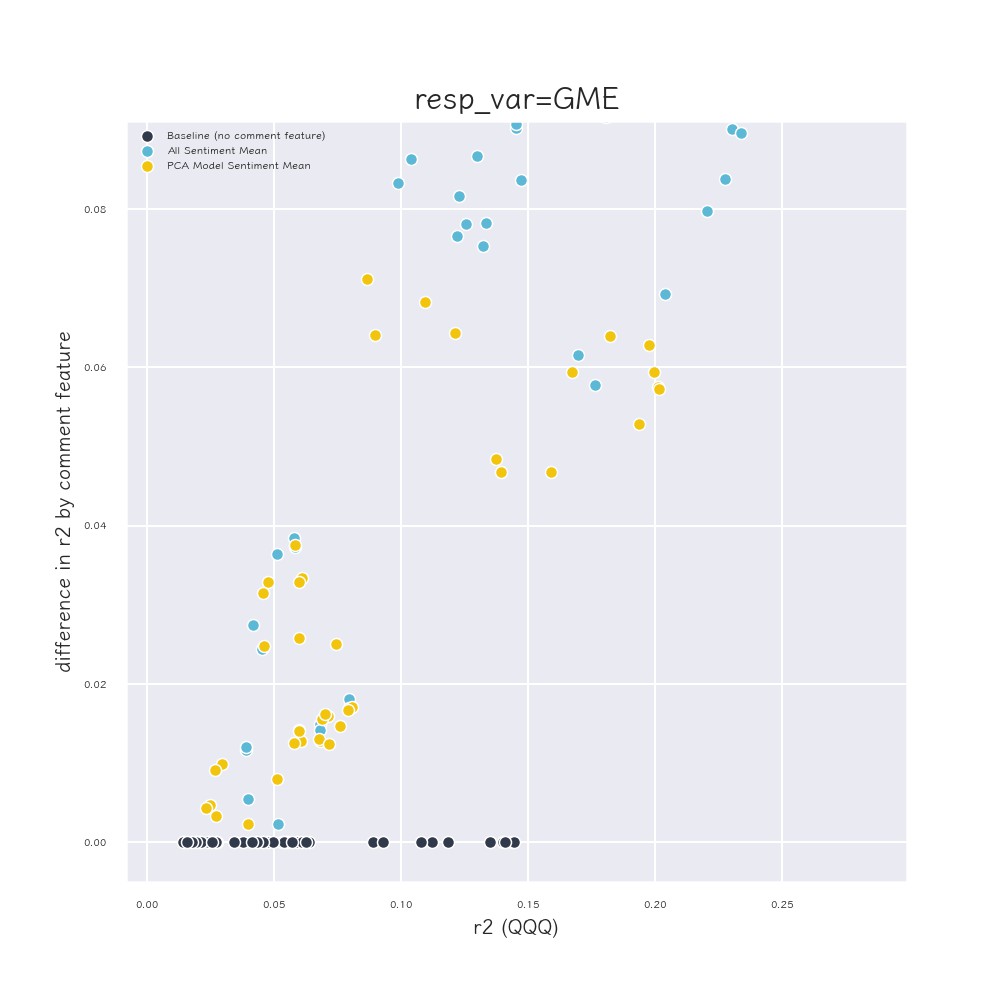 resp_var=GME
Baseline (no comment feature)
All Sentiment Mean
PCA Model Sentiment Mean
difference in r2 by comment feature
0.08
0.06
0.04
0.02
0.00
0.00 0.05 0.10 0.15 0.20 0.25
r2 (QQQ)